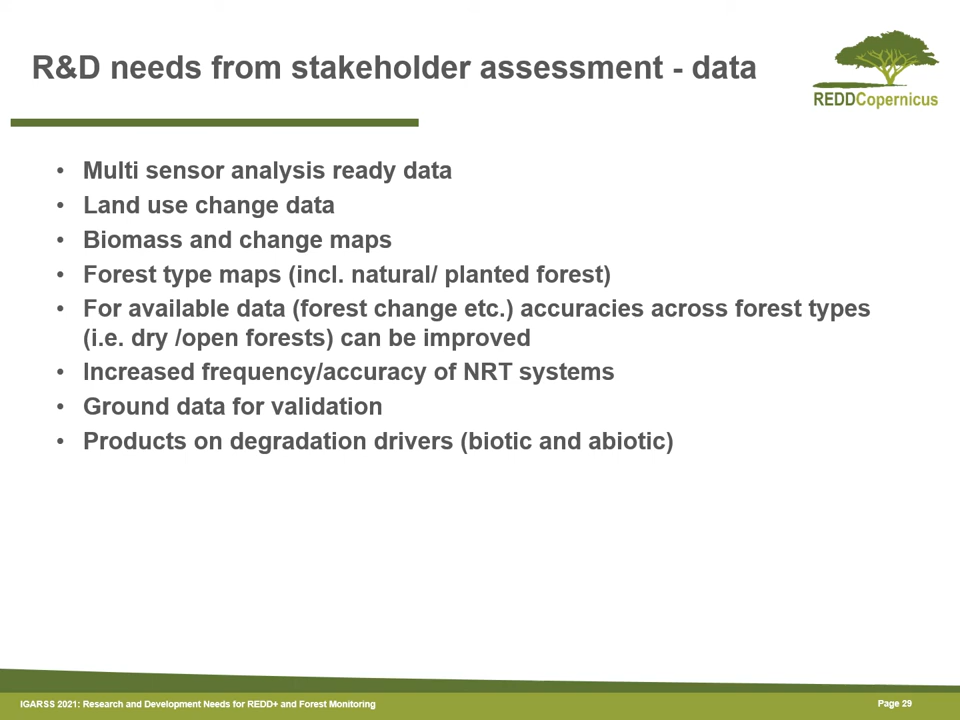 R&D needs from stakeholder assessment - data
REDDCopernicus
• Multi sensor analysis ready data
• Land use change data
• Biomass and change maps
• Forest type maps (incl. natural/ planted forest)
• For available data (forest change etc.) accuracies across forest types
(i.e. dry /open forests) can be improved
• Increased frequency/accuracy of NRT systems
• Ground data for validation
• Products on degradation drivers (biotic and abiotic)
IGARSS 2021: Research and Development Needs for REDD+ and Forest Monitoring
Page 29